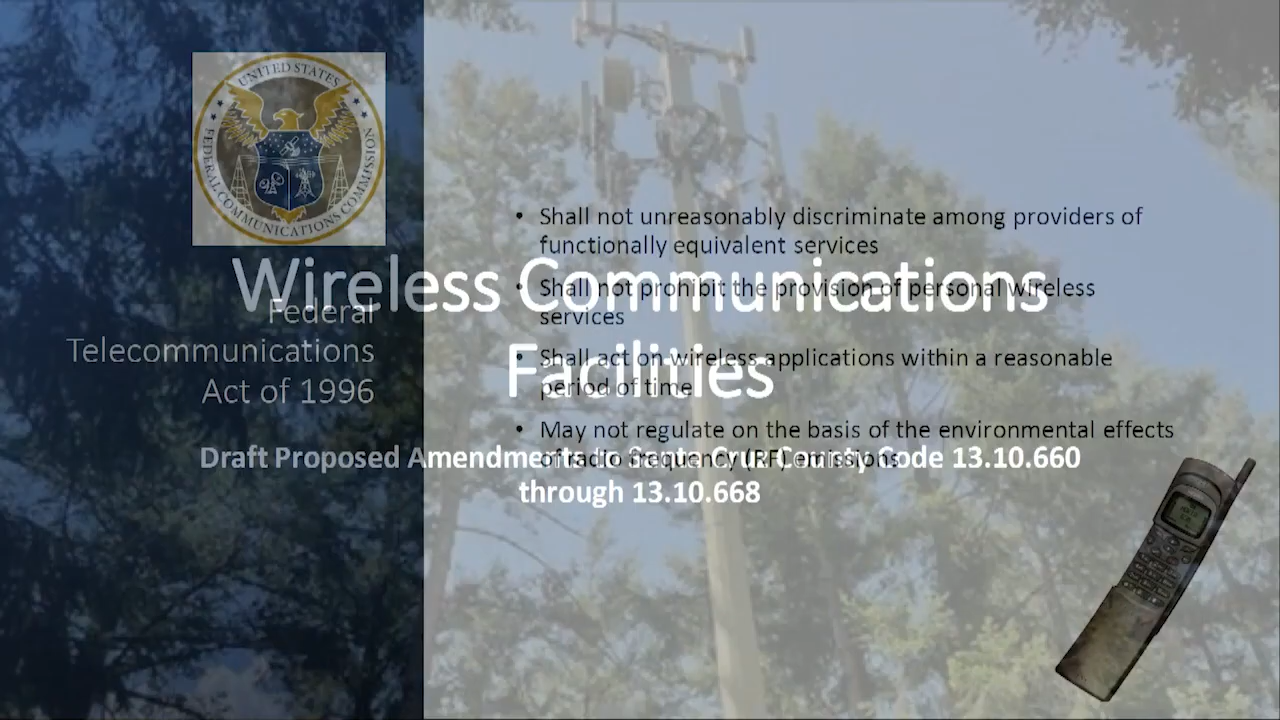 UNITED STATES
FEDERAL COMMUNICATIONS COMMISSION
Federal
Telecommunications
Act of 1996
• Shall not unreasonably discriminate among providers of
functionally equivalent services
• Shall not prohibit the provision of personal wireless
services
• Shall act on wireless applications within a reasonable
period of time
• May not regulate on the basis of the environmental effects
of radio frequency (RF) emissions
Wireless Communications
Facilities
Draft Proposed Amendments to Santa Cruz County Code 13.10.660
through 13.10.668